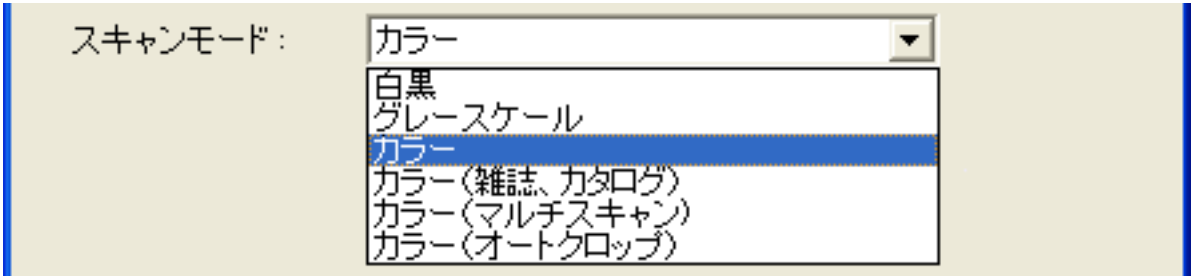 スキャンモード： カラー
白黒
グレースケール
カラー
カラー（雑誌、カタログ）
カラー（マルチスキャン）
カラー（オートクロップ）